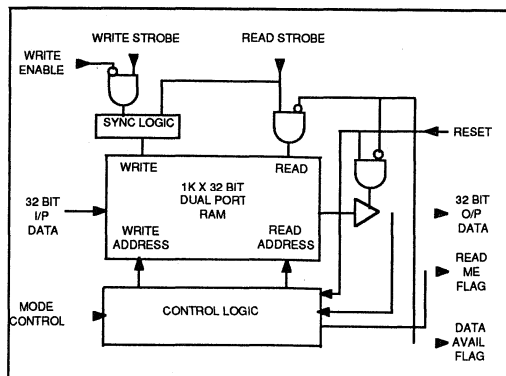 WRITE STROBE
READ STROBE
WRITE
ENABLE
SYNC LOGIC
RESET
WRITE
READ
1K X 32 BIT
DUAL PORT
RAM
32 BIT
I/P
DATA
32 BIT
O/P
DATA
WRITE
ADDRESS
READ
ADDRESS
READ
ME
FLAG
MODE
CONTROL
CONTROL LOGIC
DATA
AVAIL
FLAG